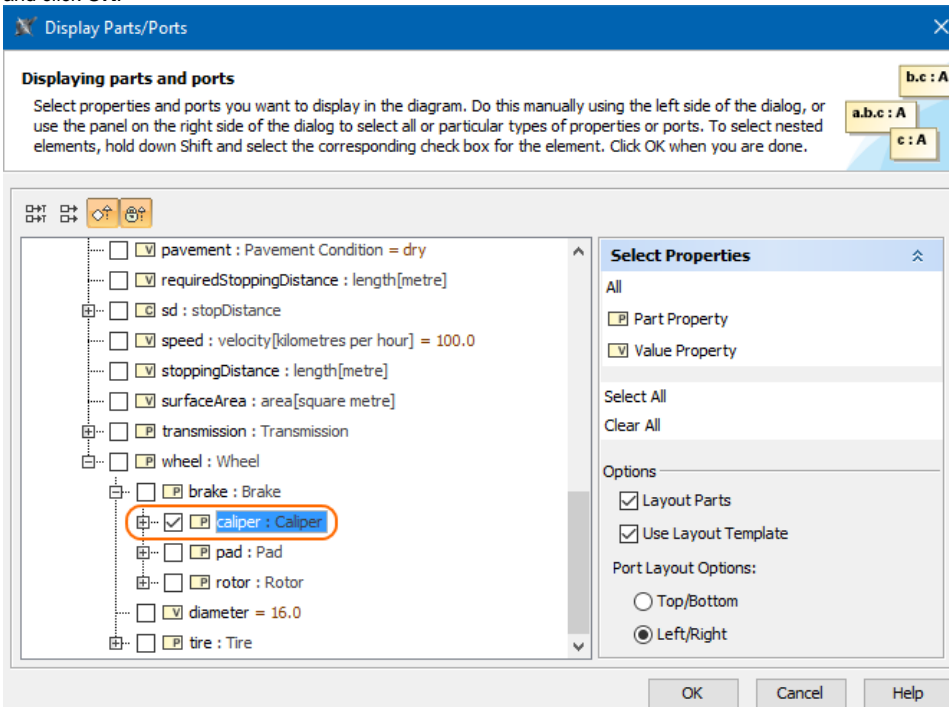 and click OK.
Display Parts/Ports
Displaying parts and ports
Select properties and ports you want to display in the diagram. Do this manually using the left side of the dialog, or
use the panel on the right side of the dialog to select all or particular types of properties or ports. To select nested
elements, hold down Shift and select the corresponding check box for the element. Click OK when you are done.
b.c : A
a.b.c : A
c : A
V pavement : Pavement Condition = dry
V requiredStoppingDistance : length[metre]
C sd : stopDistance
V speed : velocity[kilometres per hour] = 100.0
V stoppingDistance : length[metre]
V surfaceArea : area[square metre]
P transmission : Transmission
P wheel : Wheel
P brake : Brake
P caliper : Caliper
P pad : Pad
P rotor : Rotor
V diameter = 16.0
P tire : Tire
Select Properties
All
P Part Property
V Value Property
Select All
Clear All
Options
Layout Parts
Use Layout Template
Port Layout Options:
Top/Bottom
Left/Right
OK Cancel Help